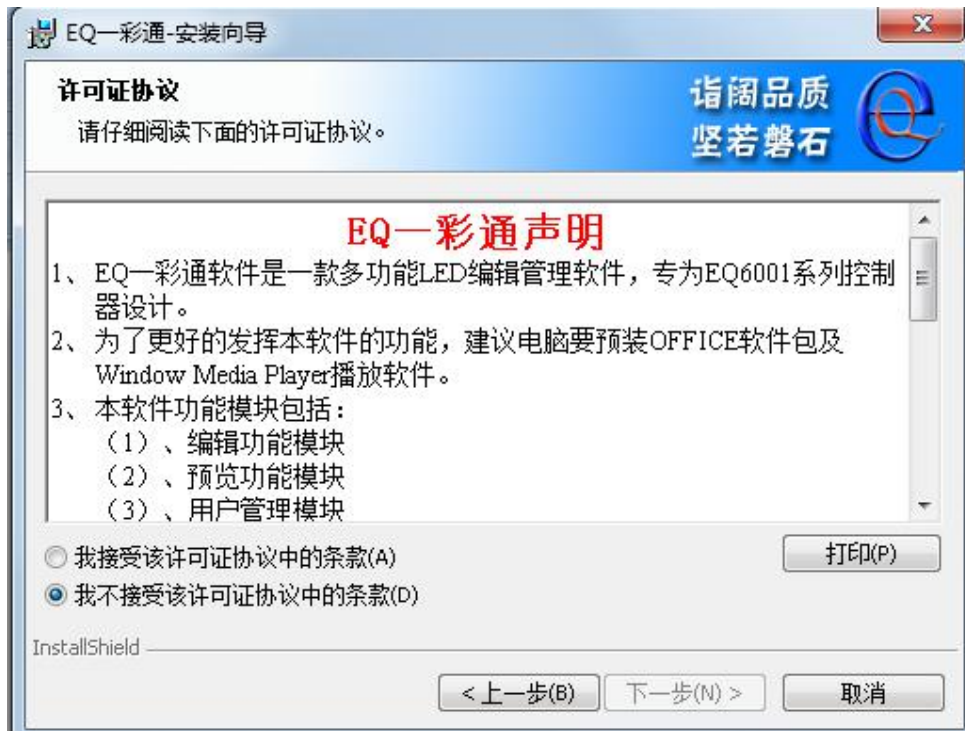 EQ一彩通-安装向导
许可证协议
请仔细阅读下面的许可证协议。
诣阔品质
坚若磐石
EQ一彩通声明
1、 EQ一彩通软件是一款多功能LED编辑管理软件，专为EQ6001系列控制
器设计。
2、 为了更好的发挥本软件的功能，建议电脑要预装OFFICE软件包及
Window Media Player播放软件。
3、 本软件功能模块包括：
（1）、编辑功能模块
（2）、预览功能模块
（3）、用户管理模块
我接受该许可证协议中的条款(A)
打印(P)
我不接受该许可证协议中的条款(D)
InstallShield
< 上一步(B)
下一步(N) >
取消